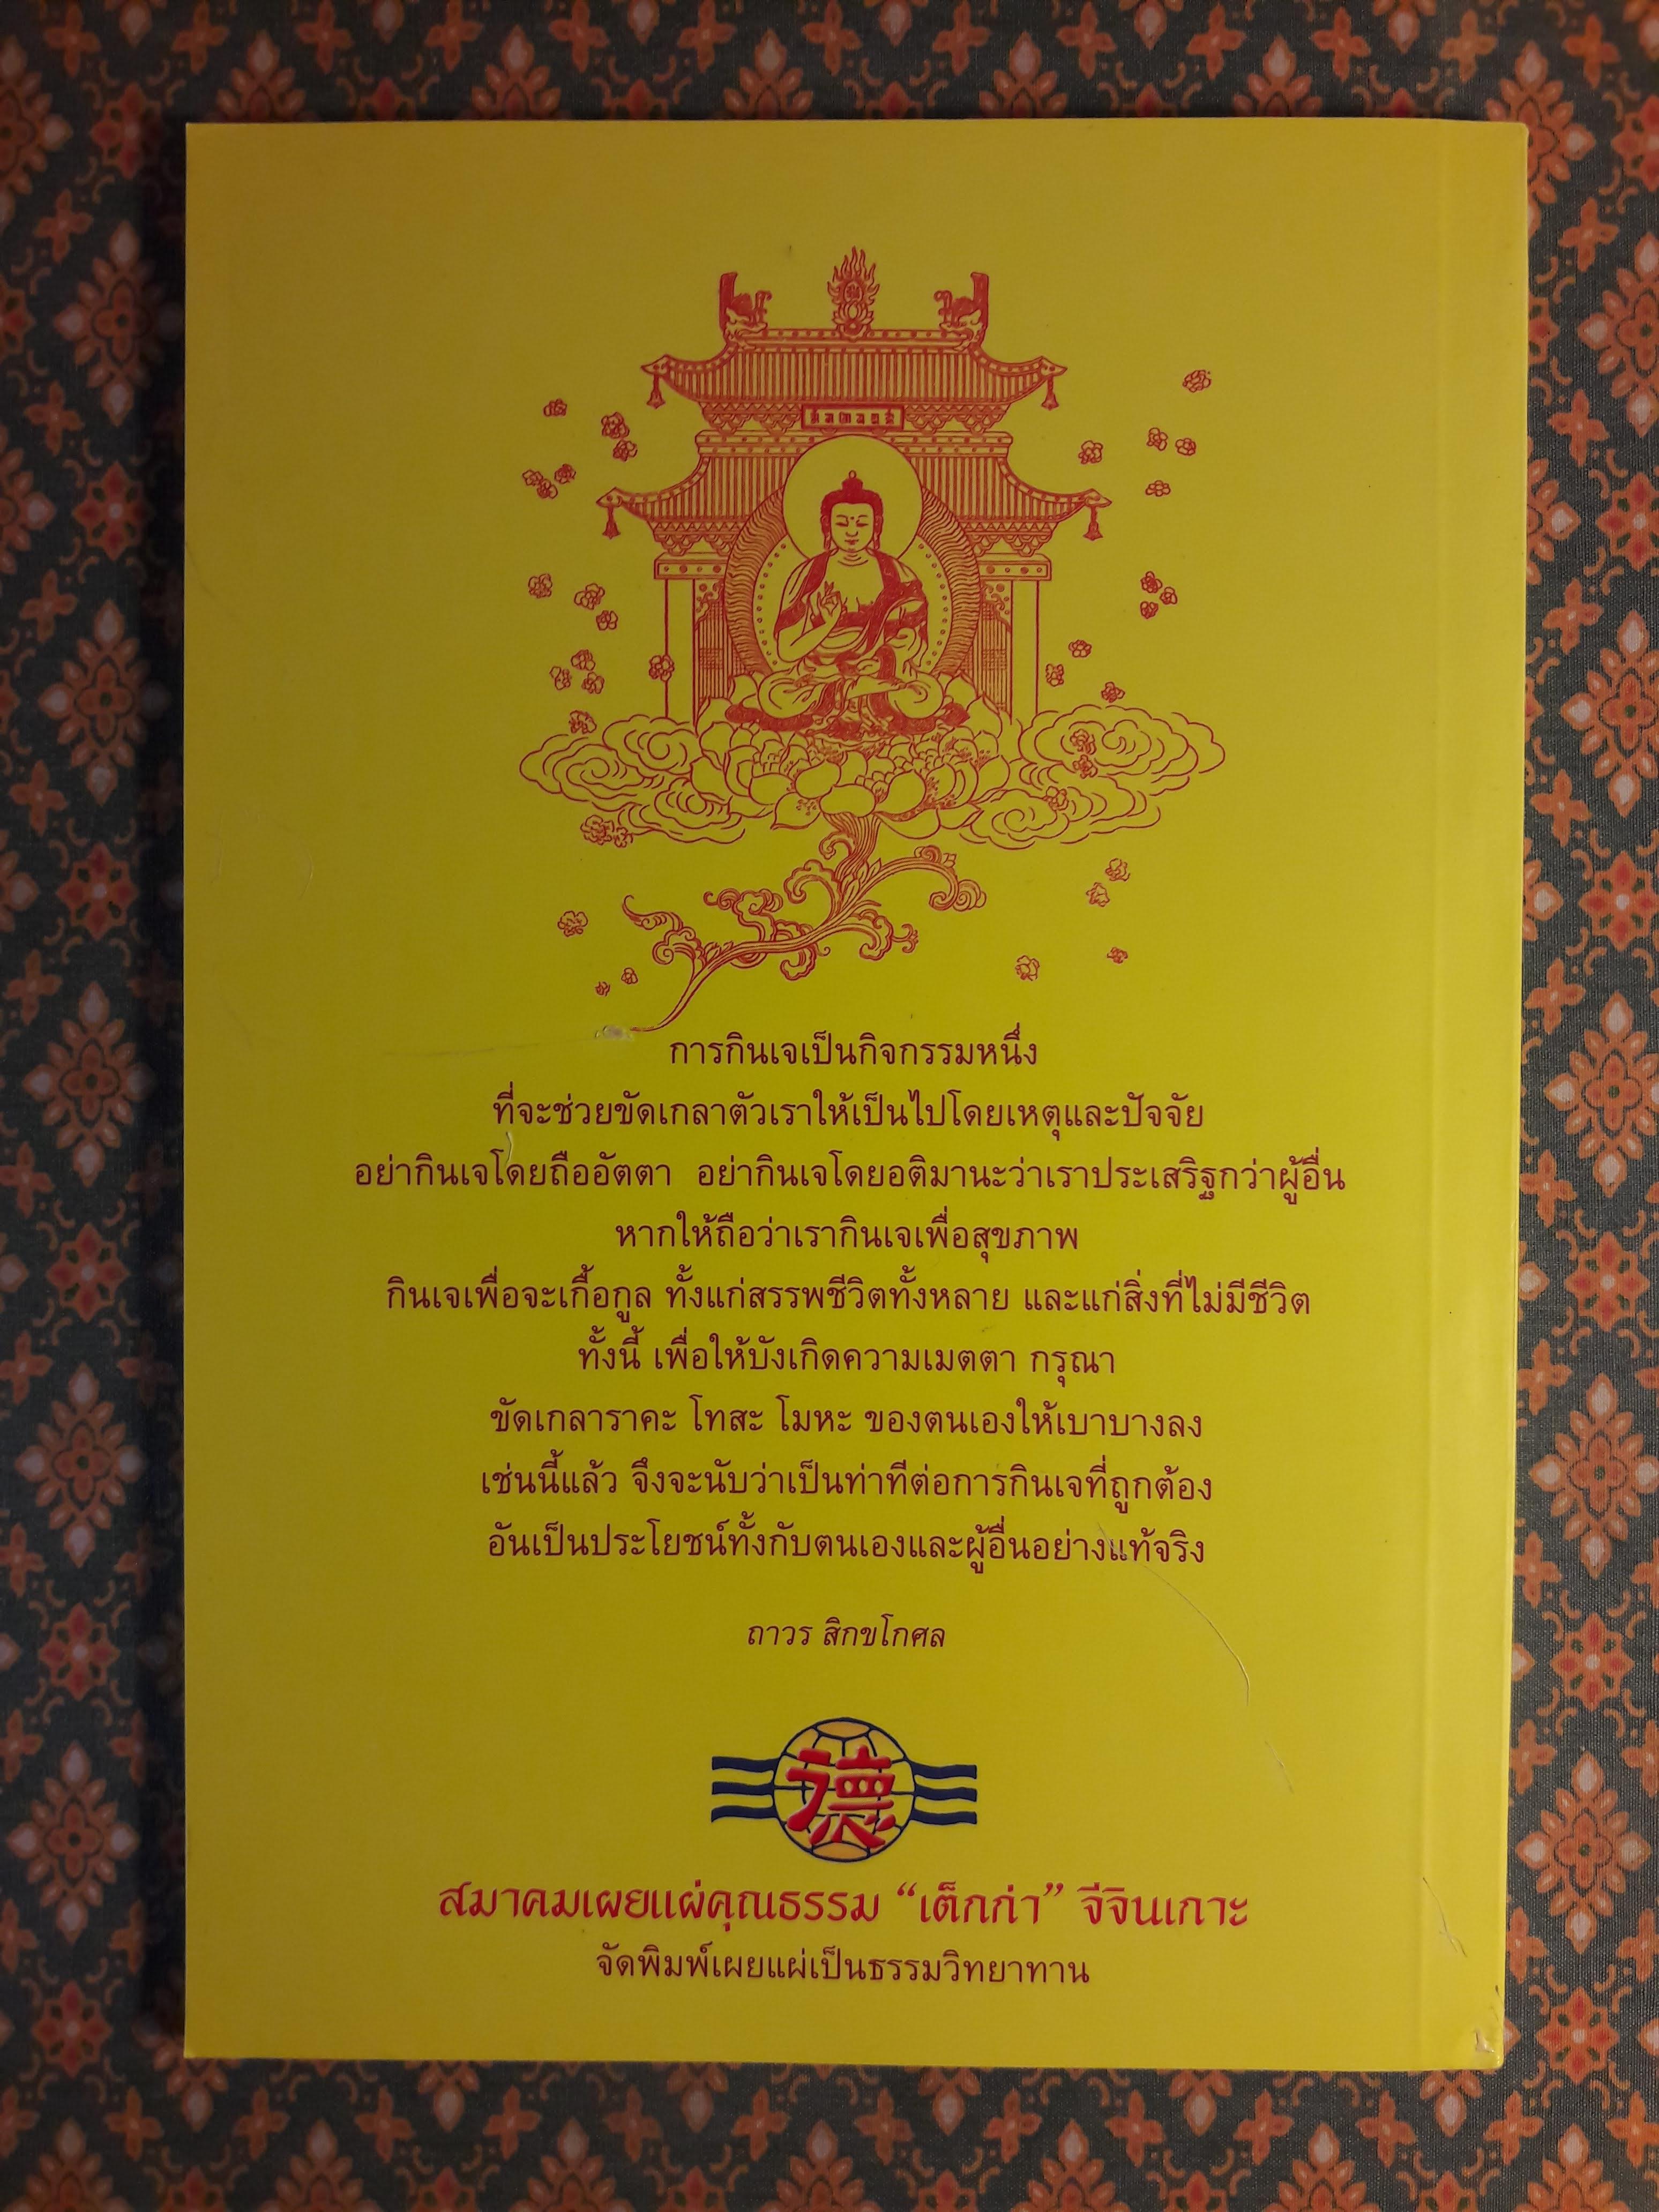 การกินเจเป็นกิจกรรมหนึ่ง
ที่จะช่วยขัดเกลาตัวเราให้เป็นไปโดยเหตุและปัจจัย
อย่ากินเจโดยถืออัตตา อย่ากินเจโดยอติมานะว่าเราประเสริฐกว่าผู้อื่น
หากให้ถือว่าเรากินเจเพื่อสุขภาพ
กินเจเพื่อจะเกื้อกูล ทั้งแก่สรรพชีวิตทั้งหลาย และแก่สิ่งที่ไม่มีชีวิต
ทั้งนี้ เพื่อให้บังเกิดความเมตตา กรุณา
ขัดเกลาราคะ โทสะ โมหะ ของตนเองให้เบาบางลง
เช่นนี้แล้ว จึงจะนับว่าเป็นท่าทีต่อการกินเจที่ถูกต้อง
อันเป็นประโยชน์ทั้งกับตนเองและผู้อื่นอย่างแท้จริง
ถาวร สิกขโกศล
德
สมาคมเผยแผ่คุณธรรม “เต็กก่า” จีจินเกาะ
จัดพิมพ์เผยแผ่เป็นธรรมวิทยาทาน